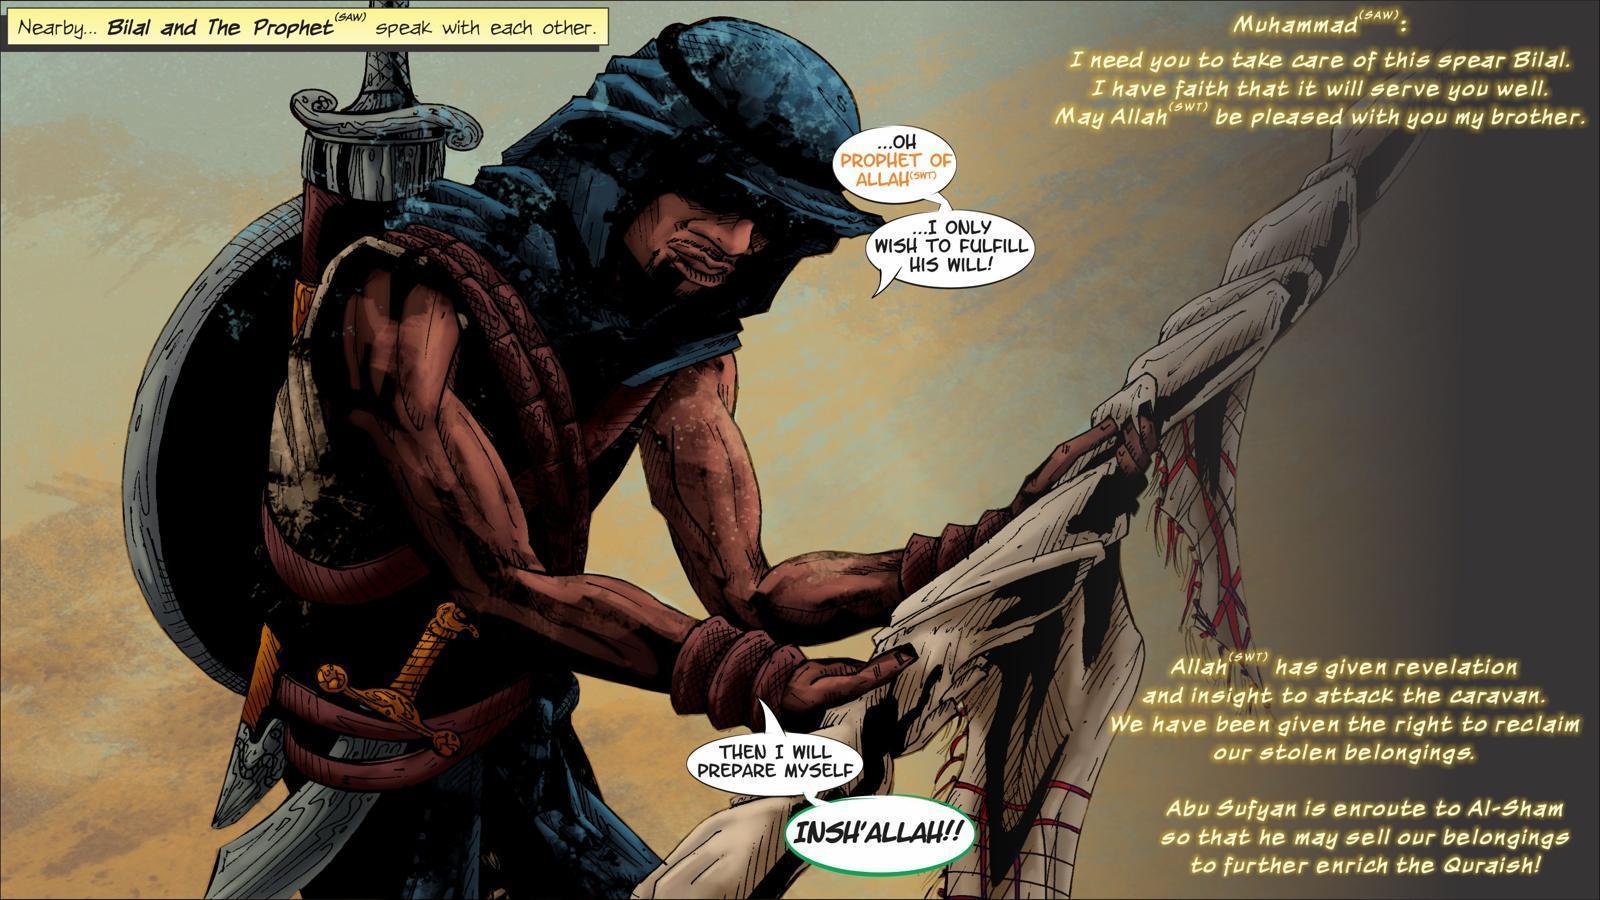 Nearby... Bilal and The Prophet(SAW) speak with each other.
Muhammad(SAW):
I need you to take care of this spear Bilal.
I have faith that it will serve you well.
May Allah(SWT) be pleased with you my brother.
...OH
PROPHET OF
ALLAH(SWT)
...I ONLY
WISH TO FULFILL
HIS WILL!
Allah(SWT) has given revelation
and insight to attack the caravan.
We have been given the right to reclaim
our stolen belongings.
Abu Sufyan is enroute to Al-Sham
so that he may sell our belongings
to further enrich the Quraish!
THEN I WILL
PREPARE MYSELF
INSH'ALLAH!!